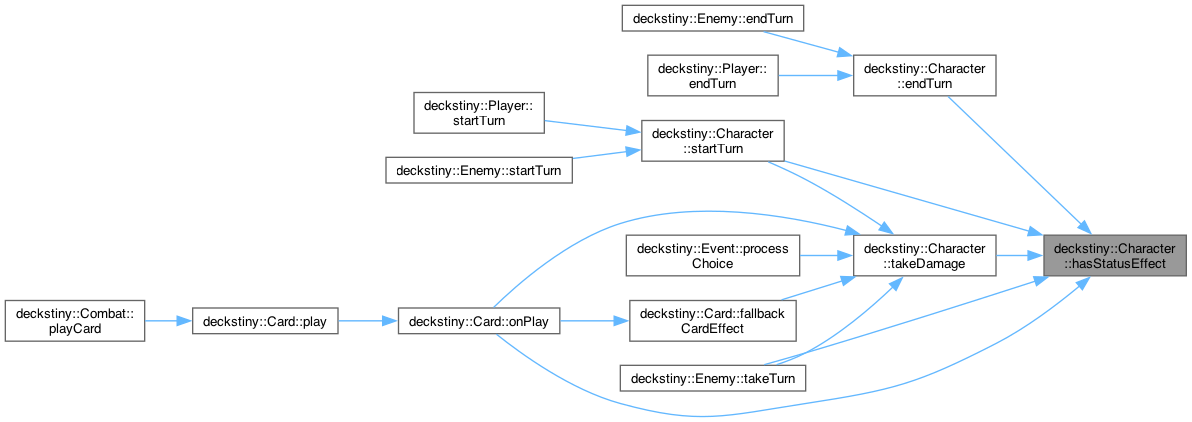 deckstiny::Enemy::endTurn
deckstiny::Player::
endTurn
deckstiny::Character
::endTurn
deckstiny::Player::
startTurn
deckstiny::Character
::startTurn
deckstiny::Enemy::startTurn
deckstiny::Event::process
Choice
deckstiny::Character
::takeDamage
deckstiny::Character
::hasStatusEffect
deckstiny::Combat::
playCard
deckstiny::Card::play
deckstiny::Card::onPlay
deckstiny::Card::fallback
CardEffect
deckstiny::Enemy::takeTurn